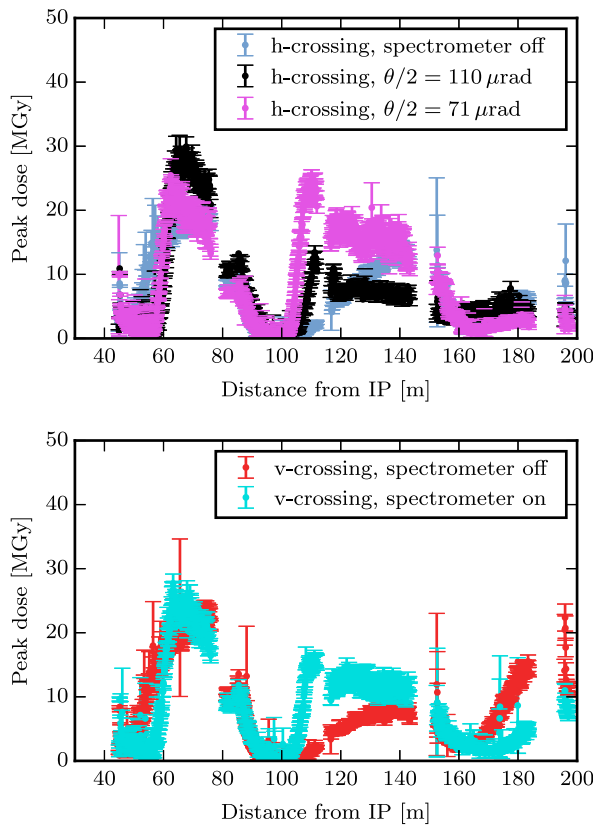 50
40
30
20
10
0
Peak dose [MGy]
h-crossing, spectrometer off
h-crossing, θ/2 = 110 μrad
h-crossing, θ/2 = 71 μrad
40 60 80 100 120 140 160 180 200
Distance from IP [m]
50
40
30
20
10
0
Peak dose [MGy]
v-crossing, spectrometer off
v-crossing, spectrometer on
40 60 80 100 120 140 160 180 200
Distance from IP [m]